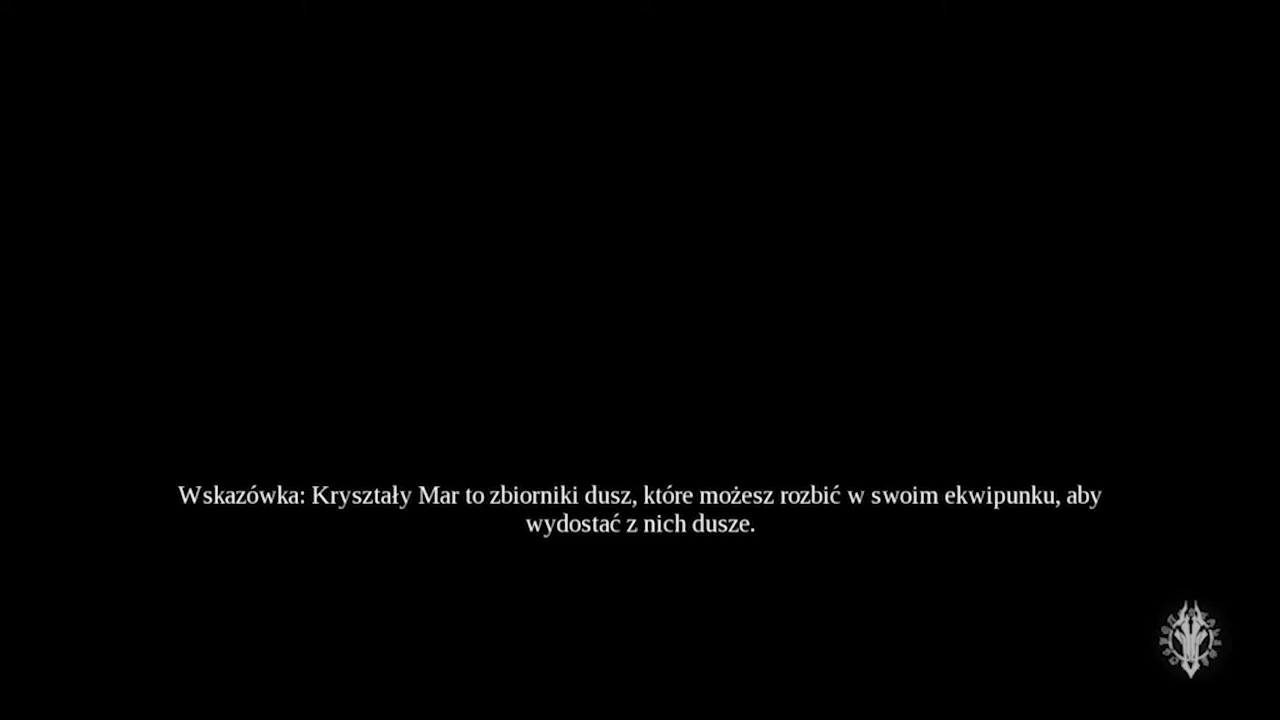 Wskazówka: Kryształy Mar to zbiorniki dusz, które możesz rozbić w swoim ekwipunku, aby
wydostać z nich dusze.